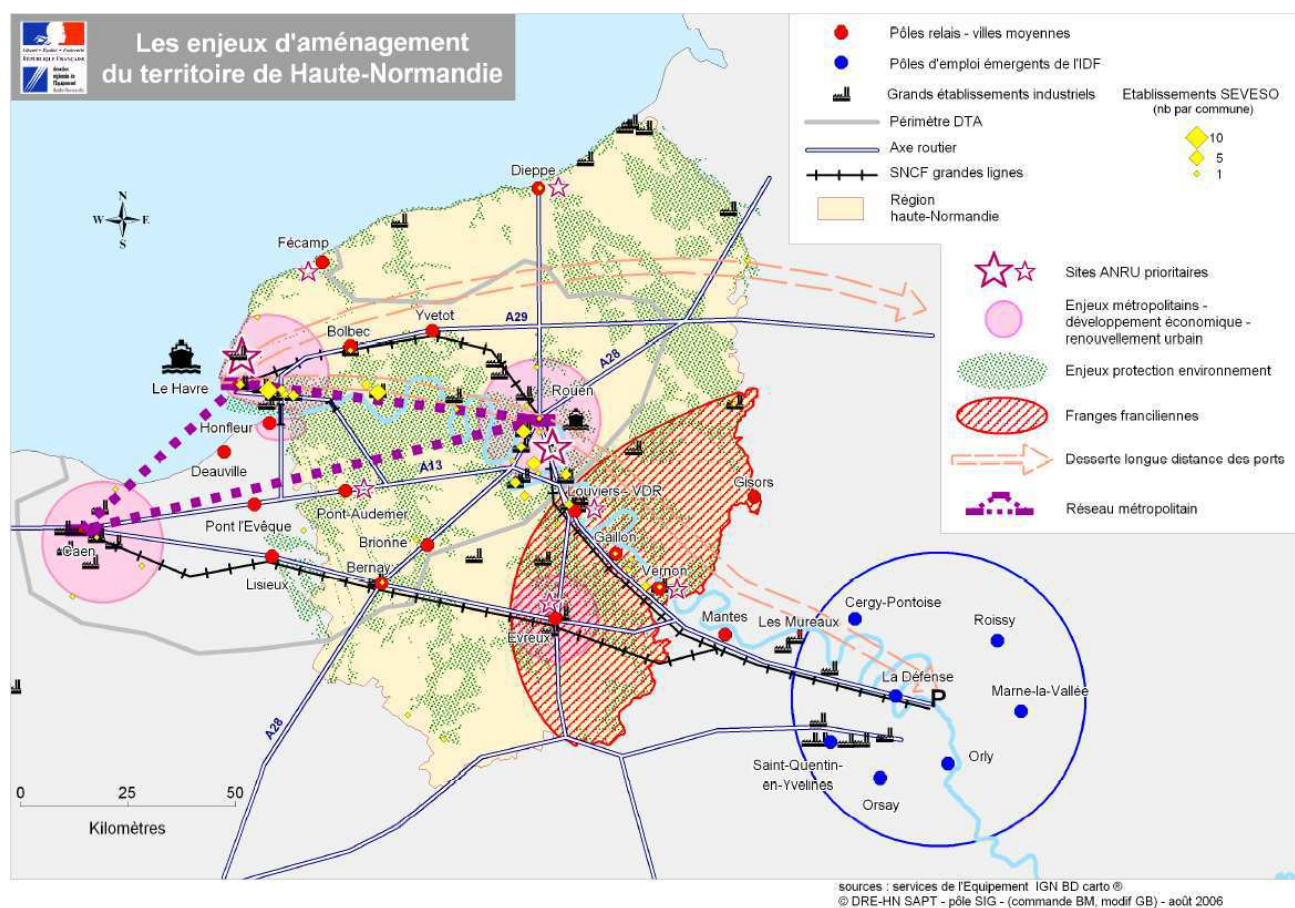 Liberté • Égalité • Fraternité
RÉPUBLIQUE FRANÇAISE
Les enjeux d'aménagement
du territoire de Haute-Normandie
Pôles relais - villes moyennes
Pôles d'emploi émergents de l'IDF
Grands établissements industriels
Périmètre DTA
Axe routier
SNCF grandes lignes
Région
haute-Normandie
Etablissements SEVESO
(nb par commune)
10
5
1
Sites ANRU prioritaires
Enjeux métropolitains -
développement économique -
renouvellement urbain
Enjeux protection environnement
Franges franciliennes
Desserte longue distance des ports
Réseau métropolitain
N
W E
S
Dieppe
Fécamp
Yvetot
Bolbec
A29
A28
Le Havre
Rouen
Honfleur
Deauville
A13
Louviers - VDR
Gisors
Pont-Audemer
Pont l'Evêque
Caen
Brionne
Gaillon
Lisieux
Bernay
Vernon
Evreux
Mantes
Les Mureaux
Cergy-Pontoise
Roissy
La Défense
P
Marne-la-Vallée
A28
Saint-Quentin-
en-Yvelines
Orly
Orsay
0 25 50
Kilomètres
sources : services de l'Equipement IGN BD carto ®
© DRE-HN SAPT - pôle SIG - (commande BM, modif GB) - août 2006